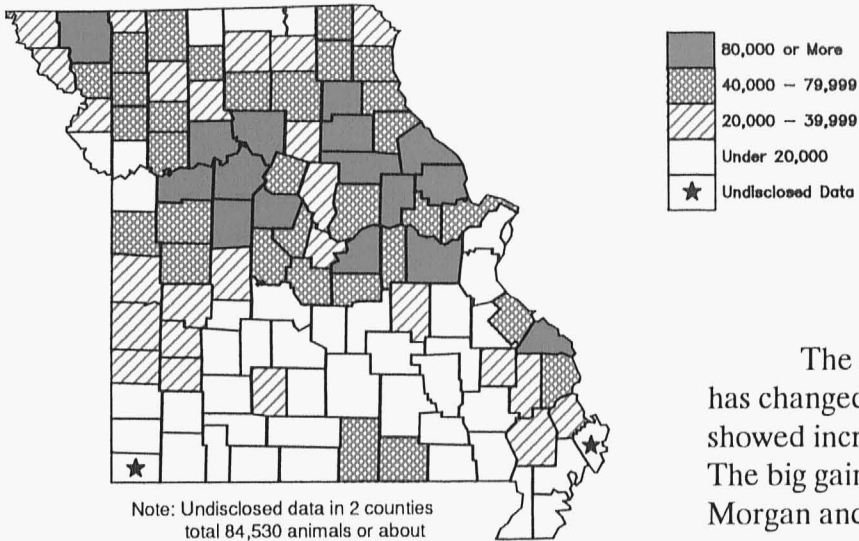 80,000 or More
40,000 – 79,999
20,000 – 39,999
Under 20,000
Undisclosed Data
Note: Undisclosed data in 2 counties
total 84,530 animals or about
The
has changed
showed incr
The big gain
Morgan and